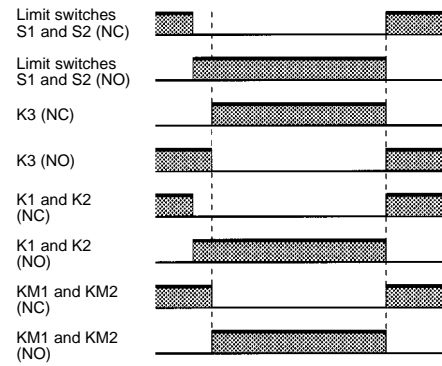 Limit switches
S1 and S2 (NC)
Limit switches
S1 and S2 (NO)
K3 (NC)
K3 (NO)
K1 and K2
(NC)
K1 and K2
(NO)
KM1 and KM2
(NC)
KM1 and KM2
(NO)